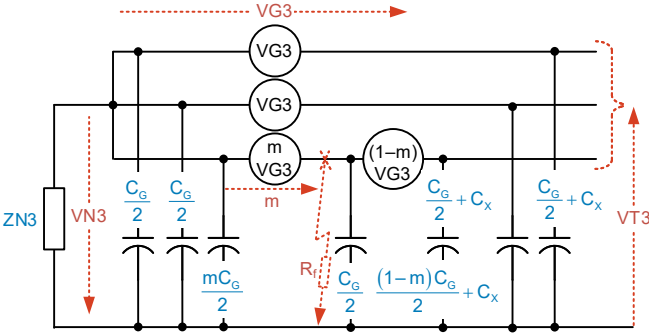 VG3
VG3
VG3
m
VG3
(1–m)
VG3
m
ZN3
VN3
C_G
2
C_G
2
mC_G
2
R_f
C_G
2
C_G
2 + C_X
(1–m)C_G
2 + C_X
C_G
2 + C_X
VT3